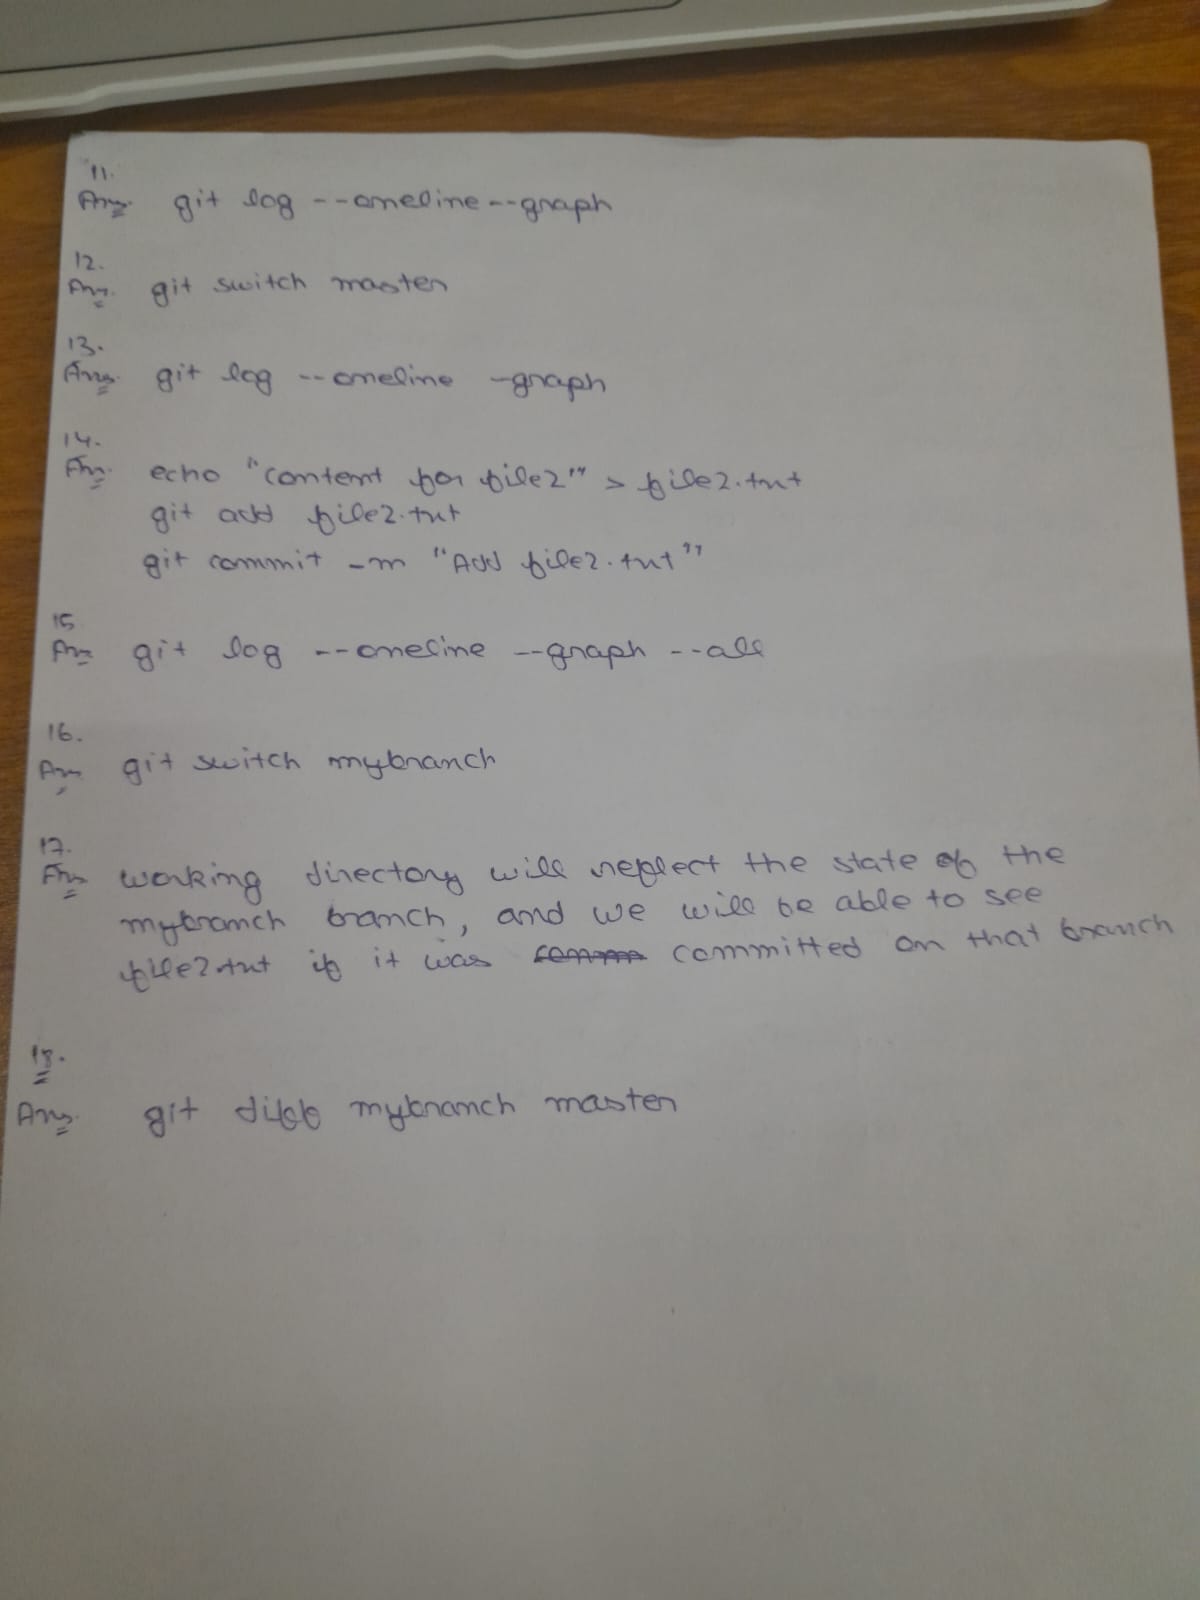 11.
Ans. git log --oneline--graph
12.
Ans. git switch master
13.
Ans. git log --oneline -graph
14.
Ans. echo "content for file2" > file2.txt
git add file2.txt
git commit -m "Add file2.txt"
15
Ans git log --oneline --graph --all
16.
Ans git switch mybranch
17.
Ans working directory will reflect the state of the
mybranch branch, and we will be able to see
file2.txt if it was committed on that branch
18.
Ans. git diff mybranch master